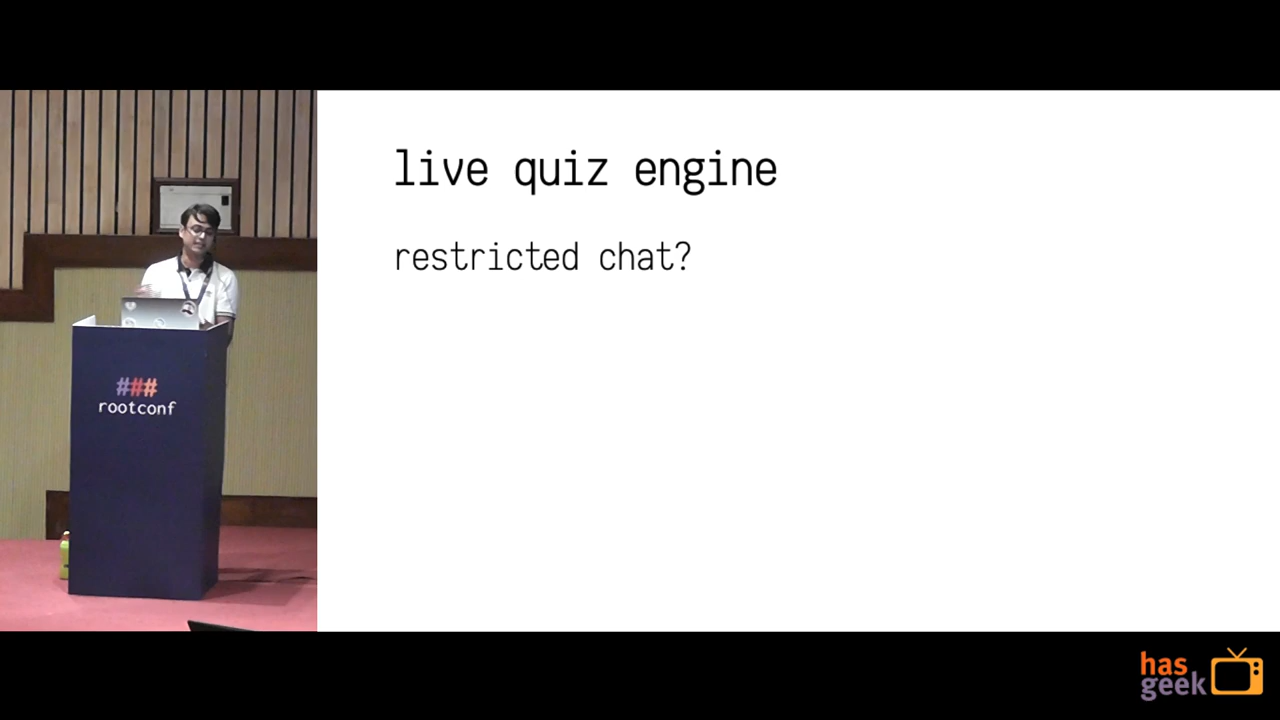 live quiz engine
restricted chat?
###
rootconf
has
geek